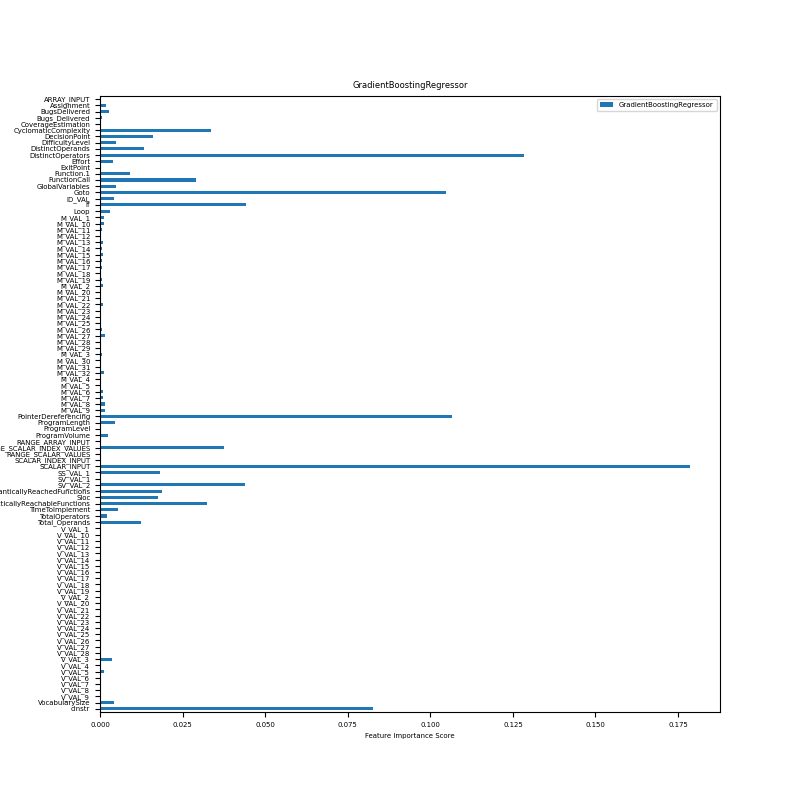 GradientBoostingRegressor
GradientBoostingRegressor
ARRAY_INPUT
Assignment
BugsDelivered
Bugs_Delivered
CoverageEstimation
CyclomaticComplexity
DecisionPoint
DifficultyLevel
DistinctOperands
DistinctOperators
Effort
ExitPoint
Function.1
FunctionCall
GlobalVariables
Goto
ID_VAL
If
Loop
M_VAL_1
M_VAL_10
M_VAL_11
M_VAL_12
M_VAL_13
M_VAL_14
M_VAL_15
M_VAL_16
M_VAL_17
M_VAL_18
M_VAL_19
M_VAL_2
M_VAL_20
M_VAL_21
M_VAL_22
M_VAL_23
M_VAL_24
M_VAL_25
M_VAL_26
M_VAL_27
M_VAL_28
M_VAL_29
M_VAL_3
M_VAL_30
M_VAL_31
M_VAL_32
M_VAL_4
M_VAL_5
M_VAL_6
M_VAL_7
M_VAL_8
M_VAL_9
PointerDereferencing
ProgramLength
ProgramLevel
ProgramVolume
RANGE_ARRAY_INPUT
E_SCALAR_INDEX_VALUES
RANGE_SCALAR_VALUES
SCALAR_INDEX_INPUT
SCALAR_INPUT
SS_VAL_1
SV_VAL_1
SV_VAL_2
anticallyReachedFunctions
Sloc
ticallyReachableFunctions
TimeToImplement
TotalOperators
Total_Operands
V_VAL_1
V_VAL_10
V_VAL_11
V_VAL_12
V_VAL_13
V_VAL_14
V_VAL_15
V_VAL_16
V_VAL_17
V_VAL_18
V_VAL_19
V_VAL_2
V_VAL_20
V_VAL_21
V_VAL_22
V_VAL_23
V_VAL_24
V_VAL_25
V_VAL_26
V_VAL_27
V_VAL_28
V_VAL_3
V_VAL_4
V_VAL_5
V_VAL_6
V_VAL_7
V_VAL_8
V_VAL_9
VocabularySize
cinstr
0.000 0.025 0.050 0.075 0.100 0.125 0.150 0.175
Feature Importance Score